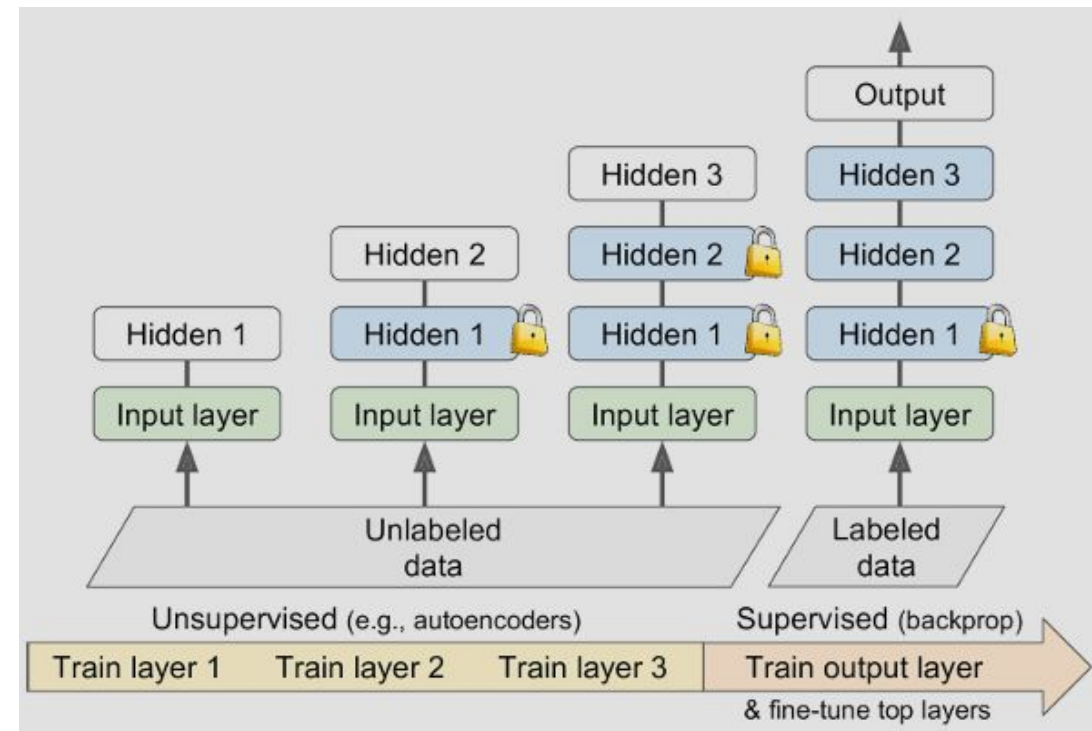 Output
Hidden 3
Hidden 3
Hidden 2
Hidden 2
Hidden 2
Hidden 1
Hidden 1
Hidden 1
Hidden 1
Input layer
Input layer
Input layer
Input layer
Unlabeled
data
Labeled
data
Unsupervised (e.g., autoencoders)
Supervised (backprop)
Train layer 1
Train layer 2
Train layer 3
Train output layer
& fine-tune top layers